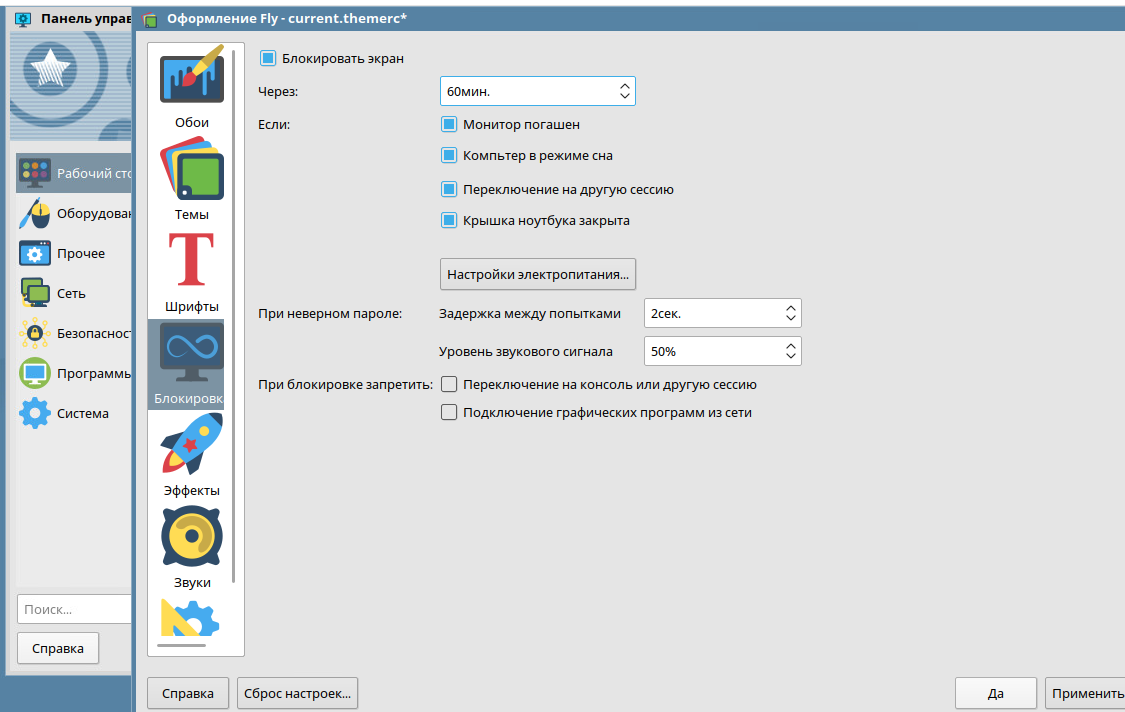 Панель управ
Оформление Fly - current.themerc*
Рабочий сто
Оборудован
Прочее
Сеть
Безопасност
Программы
Система
Поиск...
Справка
Обои
Темы
Шрифты
Блокировк
Эффекты
Звуки
Блокировать экран
Через: 60мин.
Если: Монитор погашен
Компьтер в режиме сна
Переключение на другую сессию
Крышка ноутбука закрыта
Настройки электропитания...
При неверном пароле: Задержка между попытками 2сек.
Уровень звукового сигнала 50%
При блокировке запретить: Переключение на консоль или другую сессию
Подключение графических программ из сети
Справка Сброс настроек... Да Применить